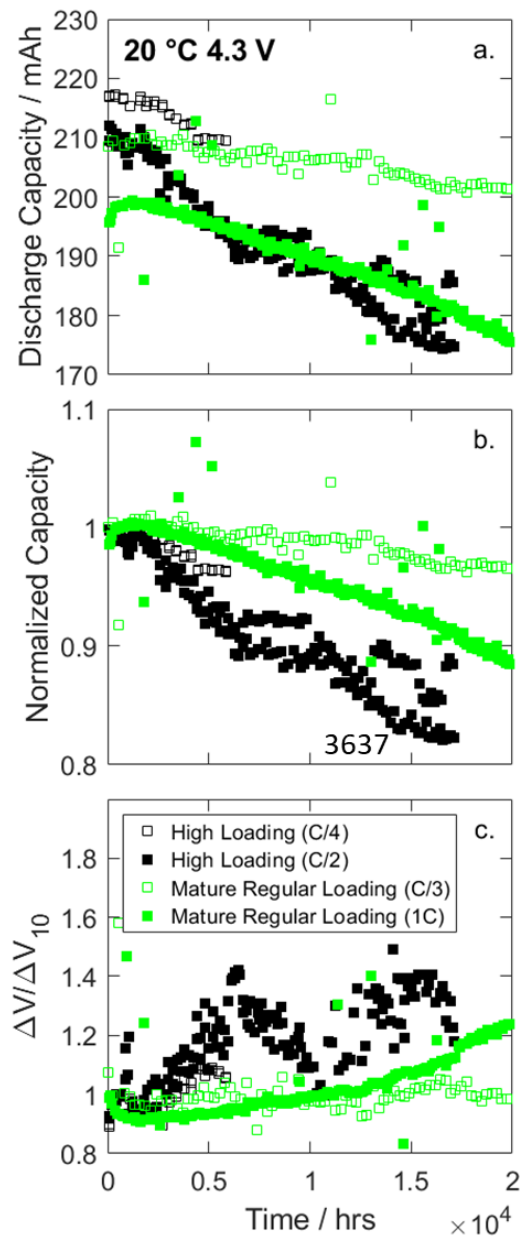 20 °C 4.3 V
a.
230
220
210
200
190
180
170
Discharge Capacity / mAh
b.
1.1
1
0.9
0.8
Normalized Capacity
3637
c.
High Loading (C/4)
High Loading (C/2)
Mature Regular Loading (C/3)
Mature Regular Loading (1C)
1.8
1.6
1.4
1.2
1
0.8
ΔV/ΔV10
0 0.5 1 1.5 2
Time / hrs
×10^4